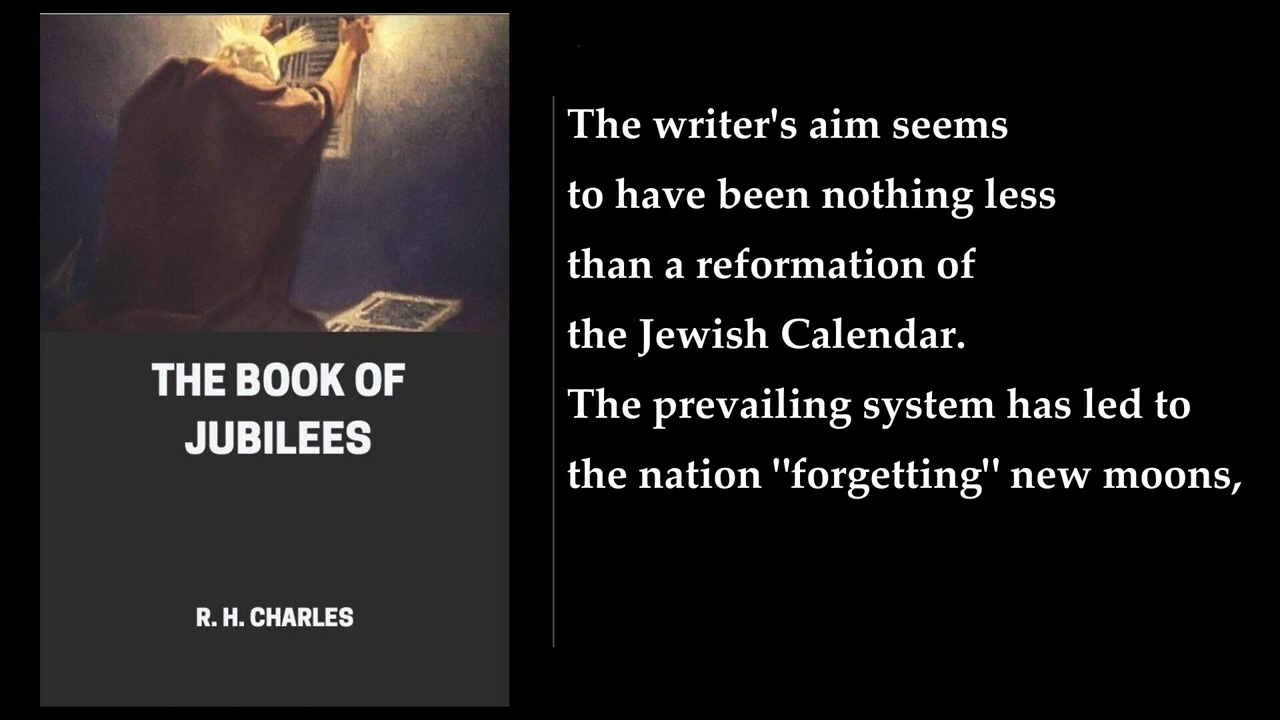 THE BOOK OF
JUBILEES
R. H. CHARLES
The writer's aim seems
to have been nothing less
than a reformation of
the Jewish Calendar.
The prevailing system has led to
the nation "forgetting" new moons,